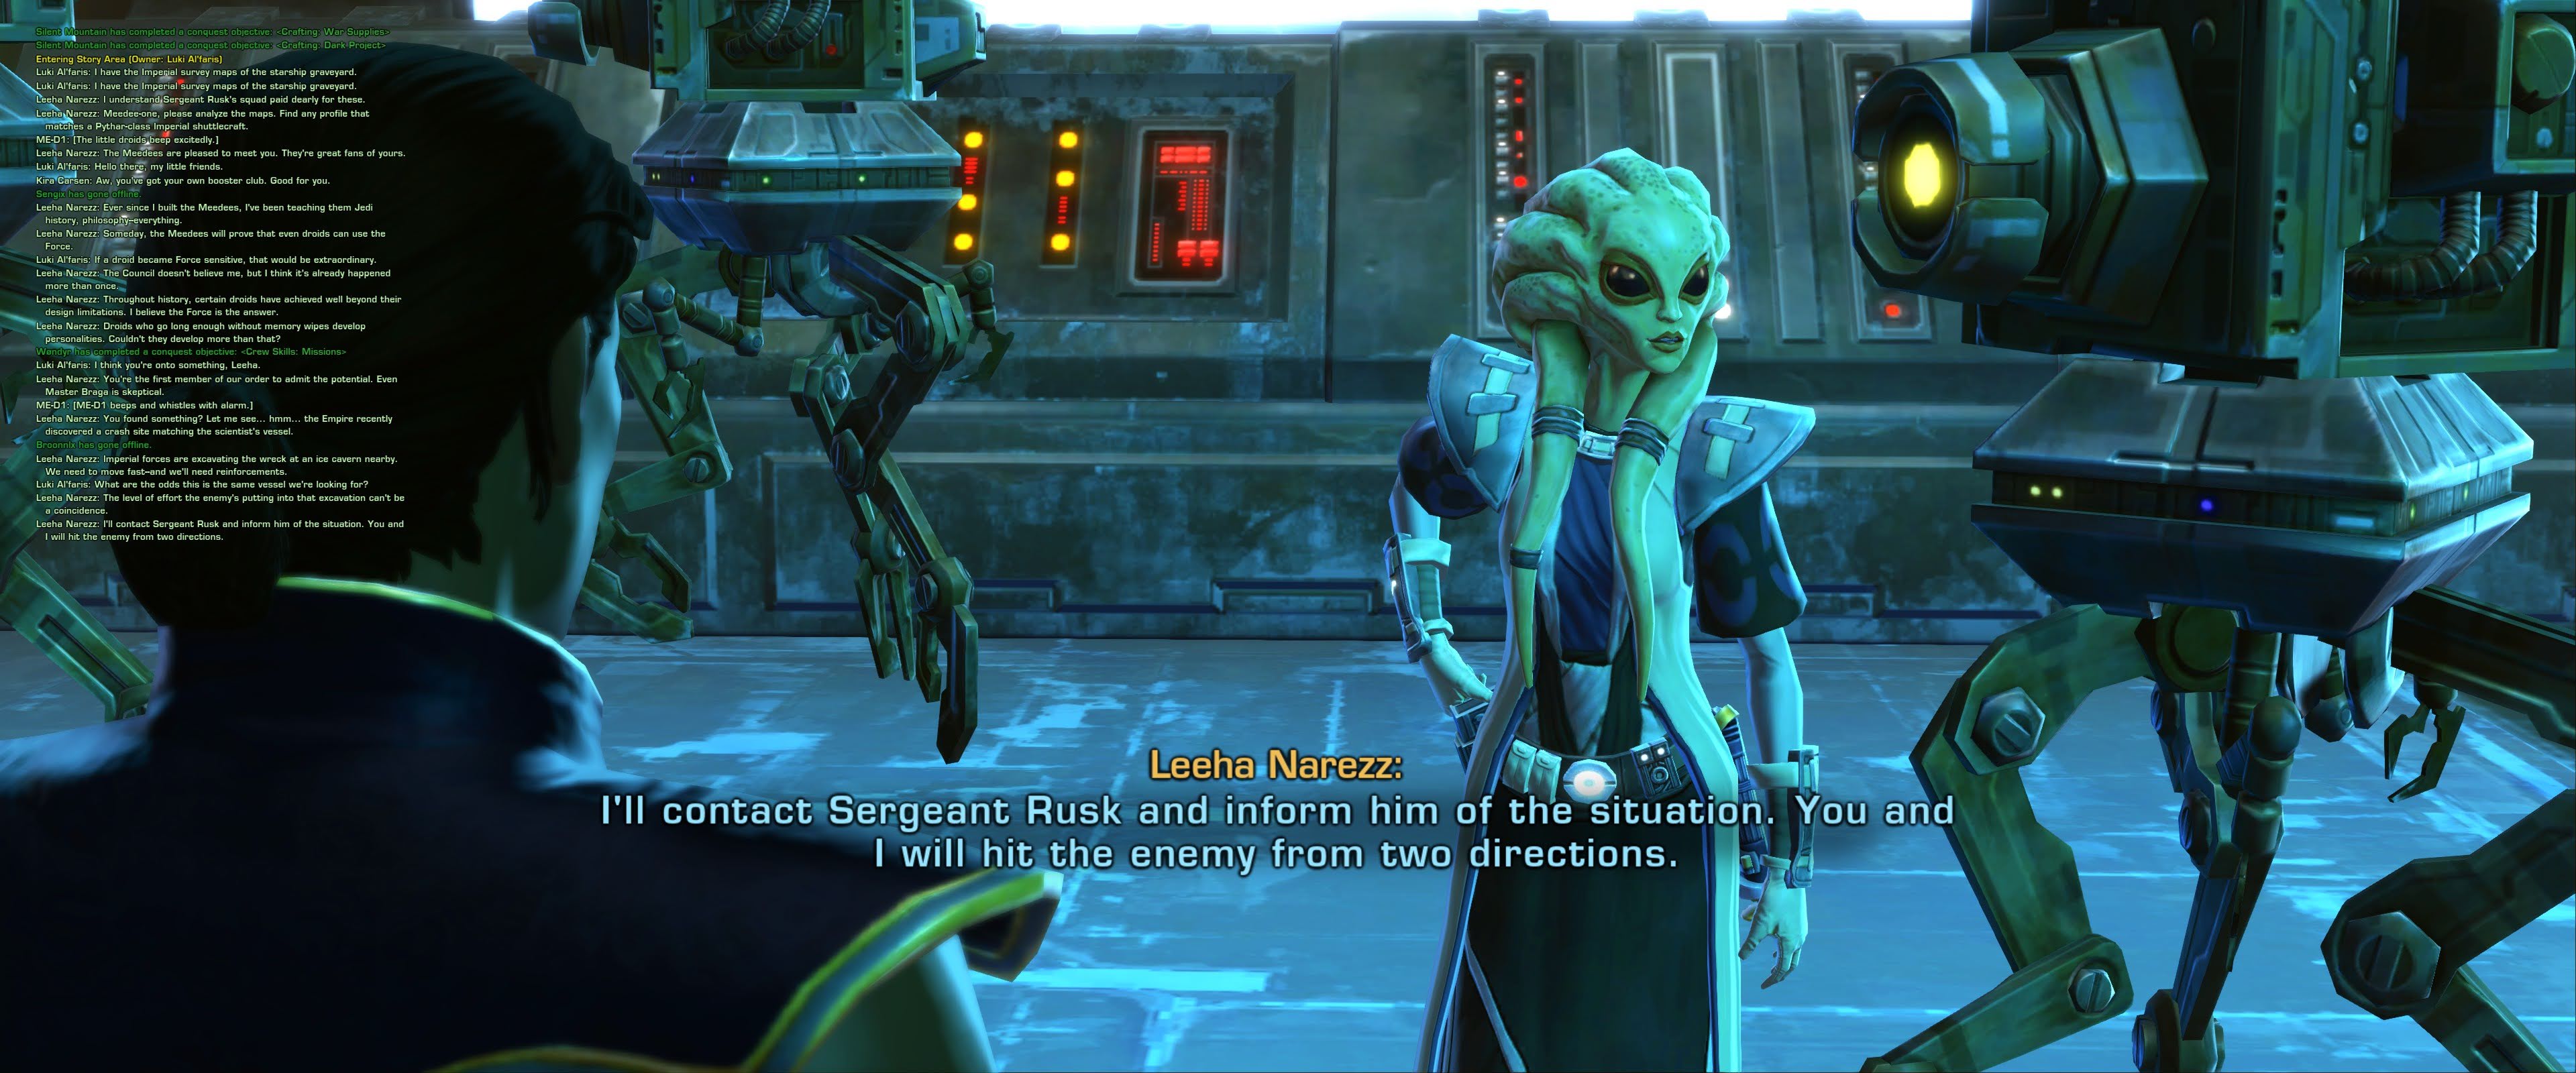 Silent Mountain has completed a conquest objective: <Crafting: War Supplies>
Silent Mountain has completed a conquest objective: <Crafting: Dark Project>
Entering Story Area (Owner: Luki Al'faris)
Luki Al'faris: I have the Imperial survey maps of the starship graveyard.
Luki Al'faris: I have the Imperial survey maps of the starship graveyard.
Leeha Narezz: I understand Sergeant Rusk's squad paid dearly for these.
Leeha Narezz: Meedee-one, please analyze the maps. Find any profile that
matches a Pythar-class Imperial shuttlecraft.
ME-D1: [The little droids beep excitedly.]
Leeha Narezz: The Meedees are pleased to meet you. They're great fans of yours.
Luki Al'faris: Hello there, my little friends.
Kira Carsen: Aw, you've got your own booster club. Good for you.
Sengix has gone offline.
Leeha Narezz: Ever since I built the Meedees, I've been teaching them Jedi
history, philosophy–everything.
Leeha Narezz: Someday, the Meedees will prove that even droids can use the
Force.
Luki Al'faris: If a droid became Force sensitive, that would be extraordinary.
Leeha Narezz: The Council doesn't believe me, but I think it's already happened
more than once.
Leeha Narezz: Throughout history, certain droids have achieved well beyond their
design limitations. I believe the Force is the answer.
Leeha Narezz: Droids who go long enough without memory wipes develop
personalities. Couldn't they develop more than that?
has completed a conquest objective: <Crew Skills: Missions>
Luki Al'faris: I think you're onto something, Leeha.
Leeha Narezz: You're the first member of our order to admit the potential. Even
Master Braga is skeptical.
ME-D1: [ME-D1 beeps and whistles with alarm.]
Leeha Narezz: You found something? Let me see... hmm... the Empire recently
discovered a crash site matching the scientist's vessel.
Broonnix has gone offline.
Leeha Narezz: Imperial forces are excavating the wreck at an ice cavern nearby.
We need to move fast–and we'll need reinforcements.
Luki Al'faris: What are the odds this is the same vessel we're looking for?
Leeha Narezz: The level of effort the enemy's putting into that excavation can't be
a coincidence.
Leeha Narezz: I'll contact Sergeant Rusk and inform him of the situation. You and
I will hit the enemy from two directions.
Leeha Narezz:
I'll contact Sergeant Rusk and inform him of the situation. You and
I will hit the enemy from two directions.